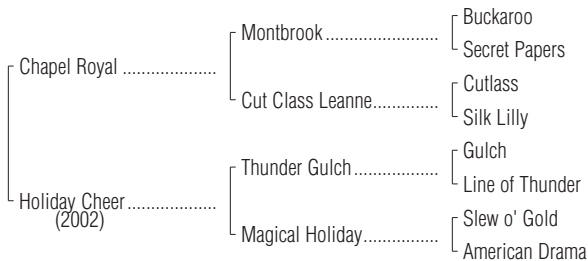 Buckaroo
Montbrook ........................
Secret Papers
Chapel Royal ....................
Cutlass
Cut Class Leanne..............
Silk Lilly
Gulch
Thunder Gulch ..................
Line of Thunder
Holiday Cheer ...................
(2002)
Slew o' Gold
Magical Holiday................
American Drama